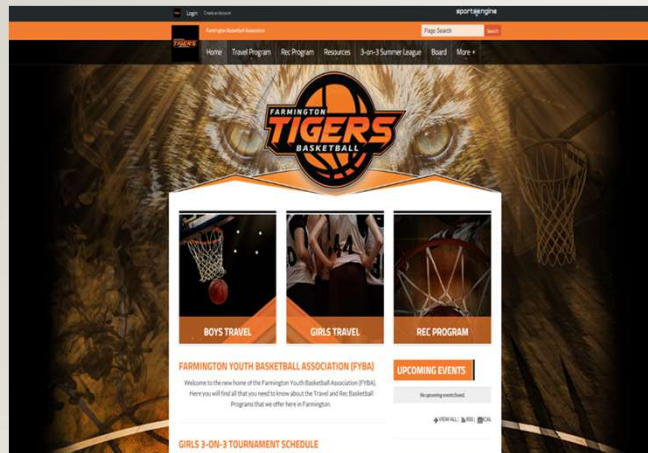 Login Create an Account
sportsengine
Farmington Basketball Association
Page Search
Search
TIGERS
Home Travel Program Rec Program Resources 3-on-3 Summer League Board More +
FARMINGTON
TIGERS
BASKETBALL
44
BOYS TRAVEL
GIRLS TRAVEL
REC PROGRAM
FARMINGTON YOUTH BASKETBALL ASSOCIATION (FYBA)
Welcome to the new home of the Farmington Youth Basketball Association (FYBA).
Here you will find all that you need to know about the Travel and Rec Basketball
Programs that we offer here in Farmington.
UPCOMING EVENTS
No upcoming events found.
VIEW ALL | RSS | ICAL
GIRLS 3-ON-3 TOURNAMENT SCHEDULE